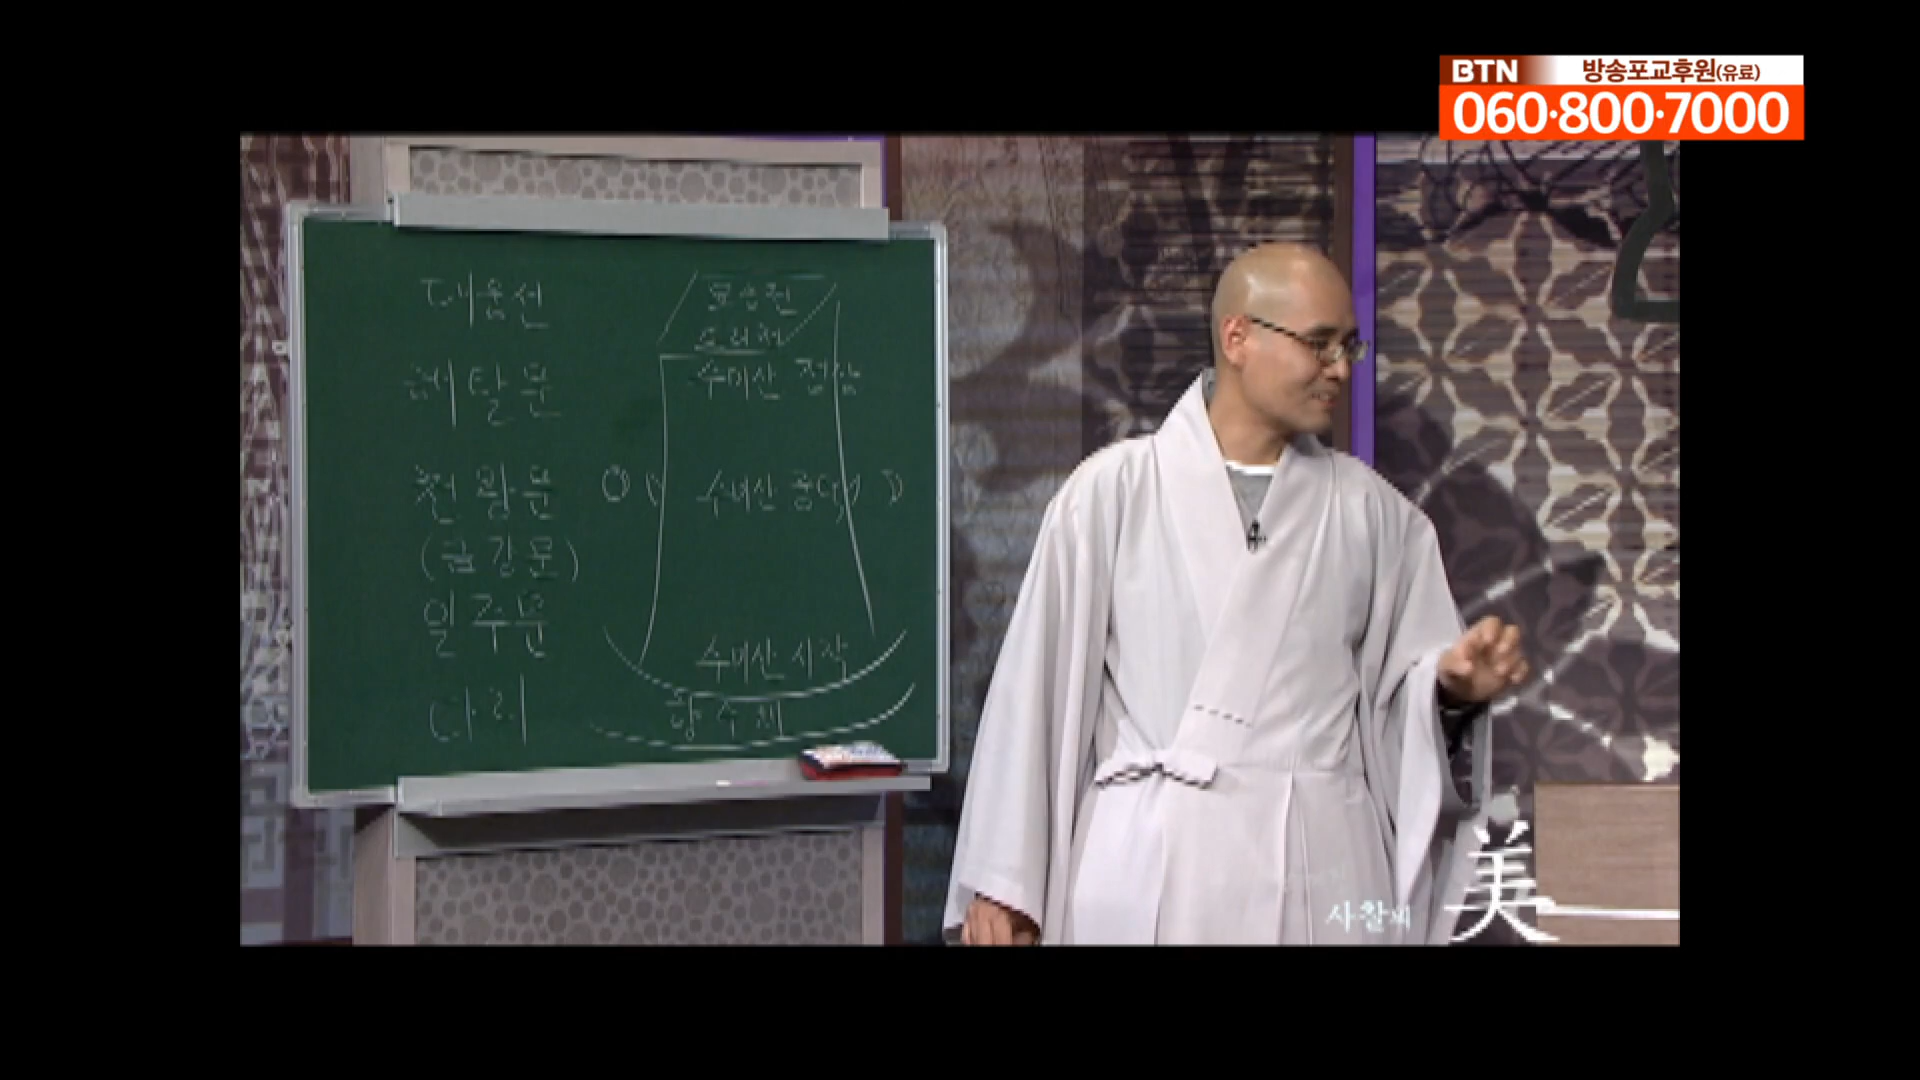 BTN 방송포교후원(유료)
060·800·7000
대웅전
해탈문
천왕문
(금강문)
일주문
다리
도솔천
도리천
수미산 정상
수미산 중턱
수미산 시작
향수해
사찰의 美